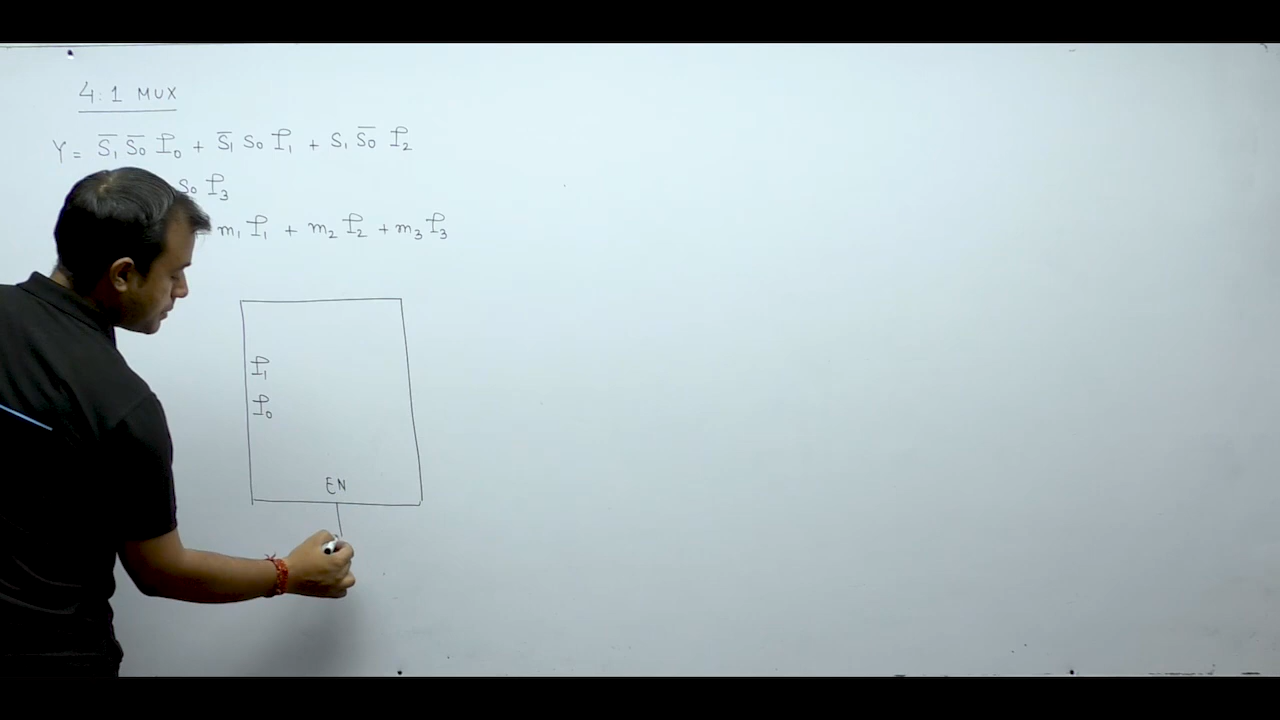 4:1 MUX
Y = S̅₁ S̅₀ I₀ + S̅₁ S₀ I₁ + S₁ S̅₀ I₂
S₀ I₃
m₁ I₁ + m₂ I₂ + m₃ I₃
I₁
I₀
EN